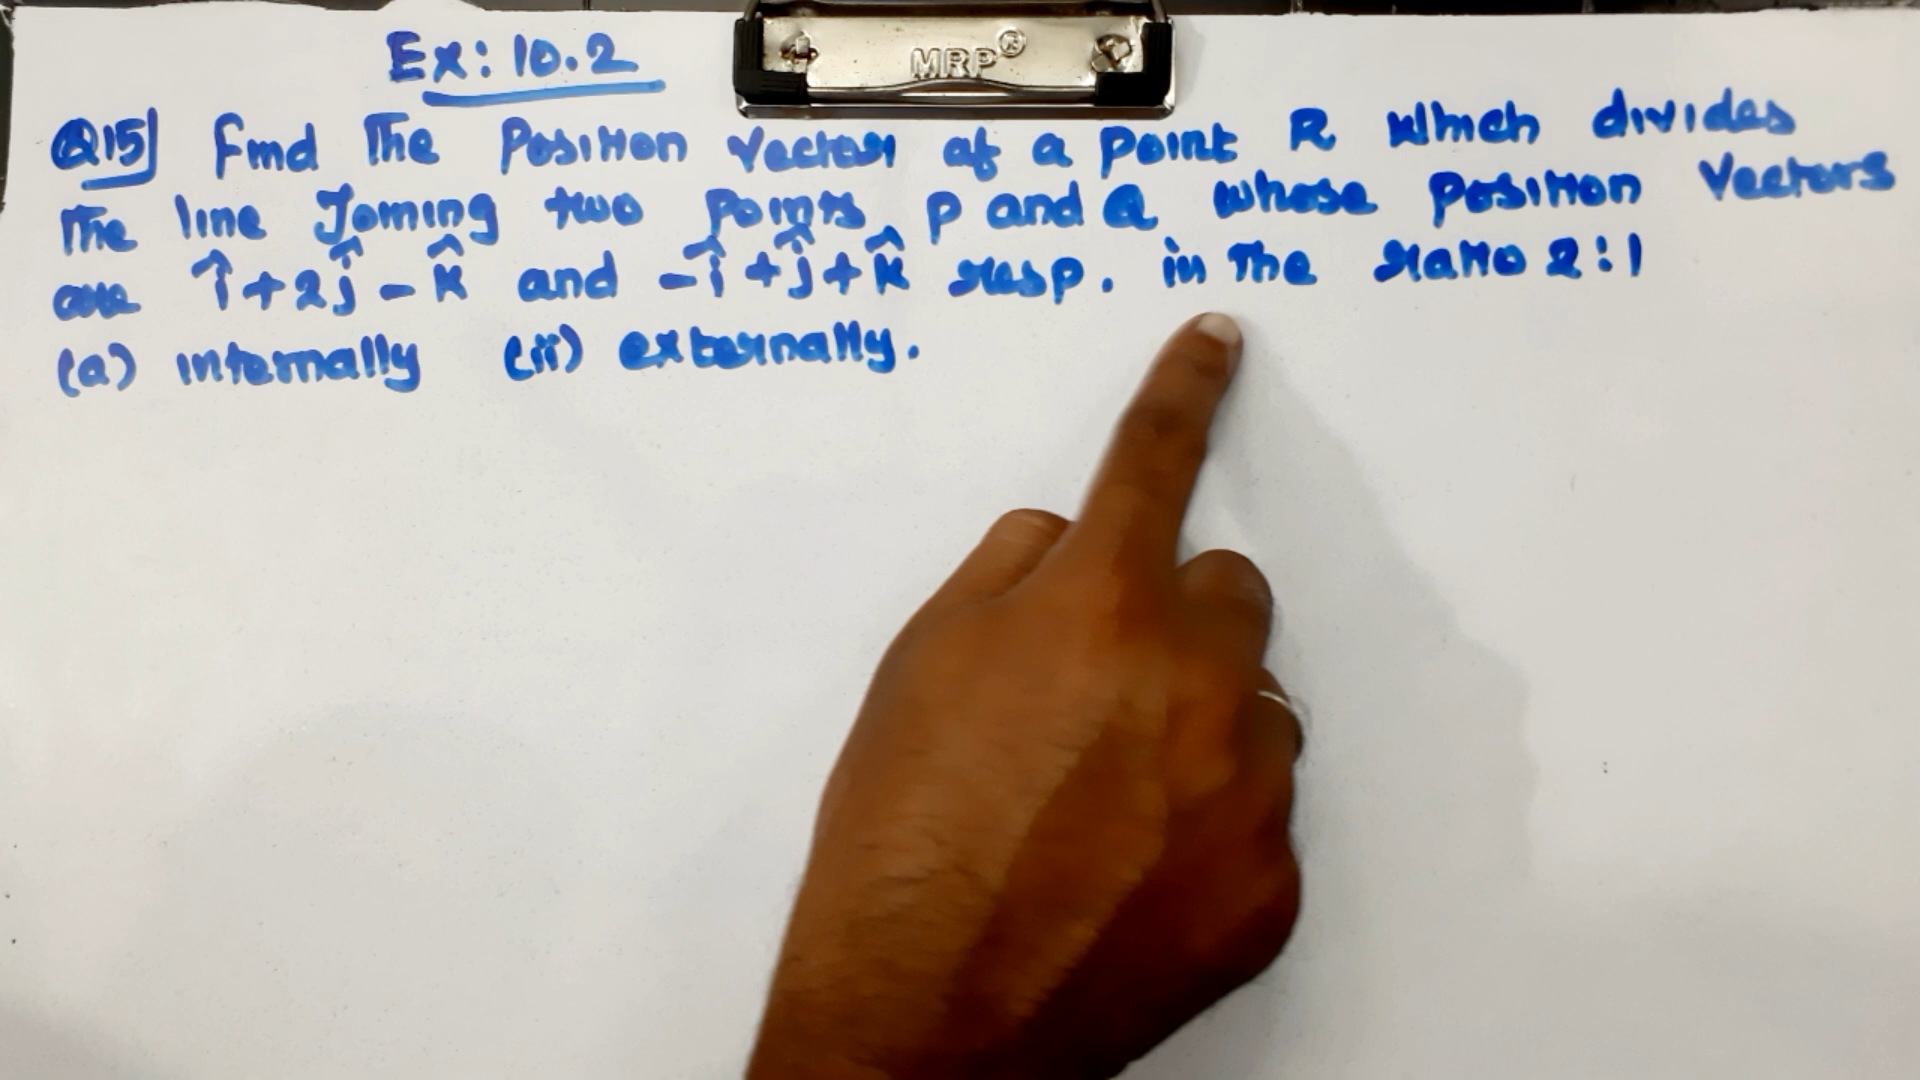 MRP®
Ex: 10.2
Q15] Find The Position vector of a point R which divides
The line Joining two points P and Q whose position vectors
are î+2ĵ-k̂ and -î+ĵ+k̂ resp. in The ratio 2:1
(a) internally (ii) externally.